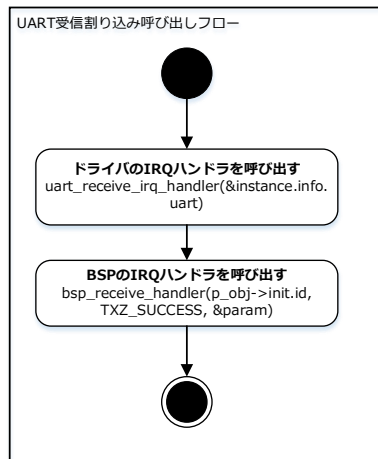 UART受信割り込み呼び出しフロー
ドライバのIRQハンドラを呼び出す
uart_receive_irq_handler(&instance.info.
uart)
BSPのIRQハンドラを呼び出す
bsp_receive_handler(p_obj->init.id,
TXZ_SUCCESS, &param)